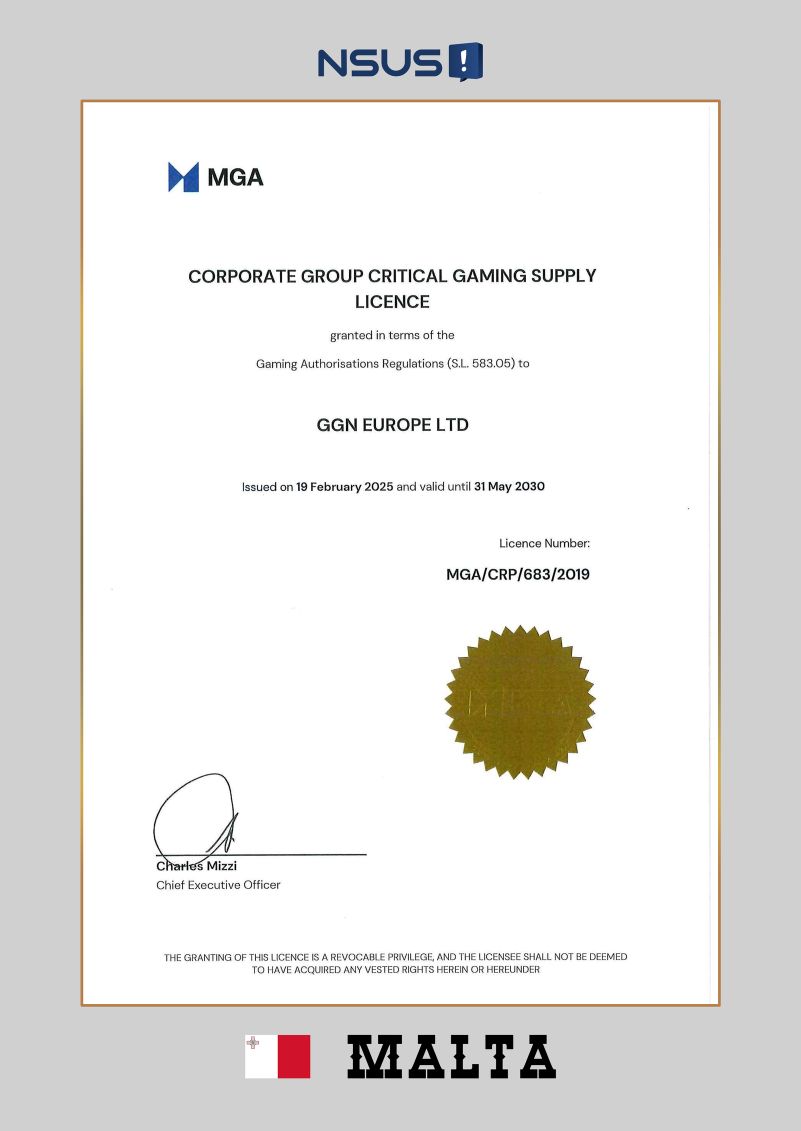 NSUS!
MGA
CORPORATE GROUP CRITICAL GAMING SUPPLY
LICENCE
granted in terms of the
Gaming Authorisations Regulations (S.L. 583.05) to
GGN EUROPE LTD
Issued on 19 February 2025 and valid until 31 May 2030
Licence Number:
MGA/CRP/683/2019
Charles Mizzi
Chief Executive Officer
THE GRANTING OF THIS LICENCE IS A REVOCABLE PRIVILEGE, AND THE LICENSEE SHALL NOT BE DEEMED
TO HAVE ACQUIRED ANY VESTED RIGHTS HEREIN OR HEREUNDER
MALTA